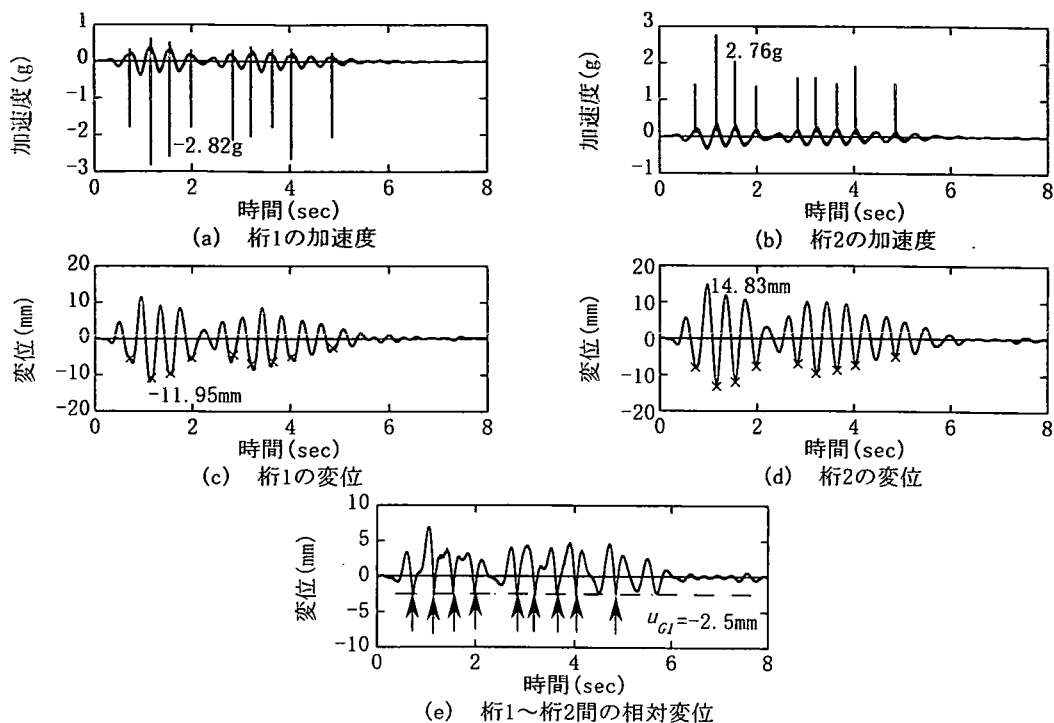 加速度(g)
1
0
-1
-2
-3
-2.82g
0 2 4 6 8
時間(sec)
(a) 桁1の加速度
加速度(g)
3
2
1
0
-1
2.76g
0 2 4 6 8
時間(sec)
(b) 桁2の加速度
変位(mm)
20
10
0
-10
-20
-11.95mm
0 2 4 6 8
時間(sec)
(c) 桁1の変位
変位(mm)
20
10
0
-10
-20
14.83mm
0 2 4 6 8
時間(sec)
(d) 桁2の変位
変位(mm)
10
5
0
-5
-10
u_{G1}=-2.5mm
0 2 4 6 8
時間(sec)
(e) 桁1～桁2間の相対変位